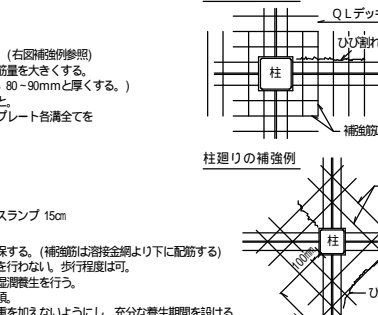 (右図補強例参照)
筋量を大きくする。
80~90mmと厚くする。)
と。
プレート各溝全てを
スランプ 15cm
保する。(補強筋は溶接金網より下に配筋する)
を行わない。歩行程度は可。
湿潤養生を行う。
項。
重を加えないようにし、充分な養生期間を設ける
QLデッキ
ひび割れ
柱
補強筋
柱廻りの補強例
柱
100mm
ひ